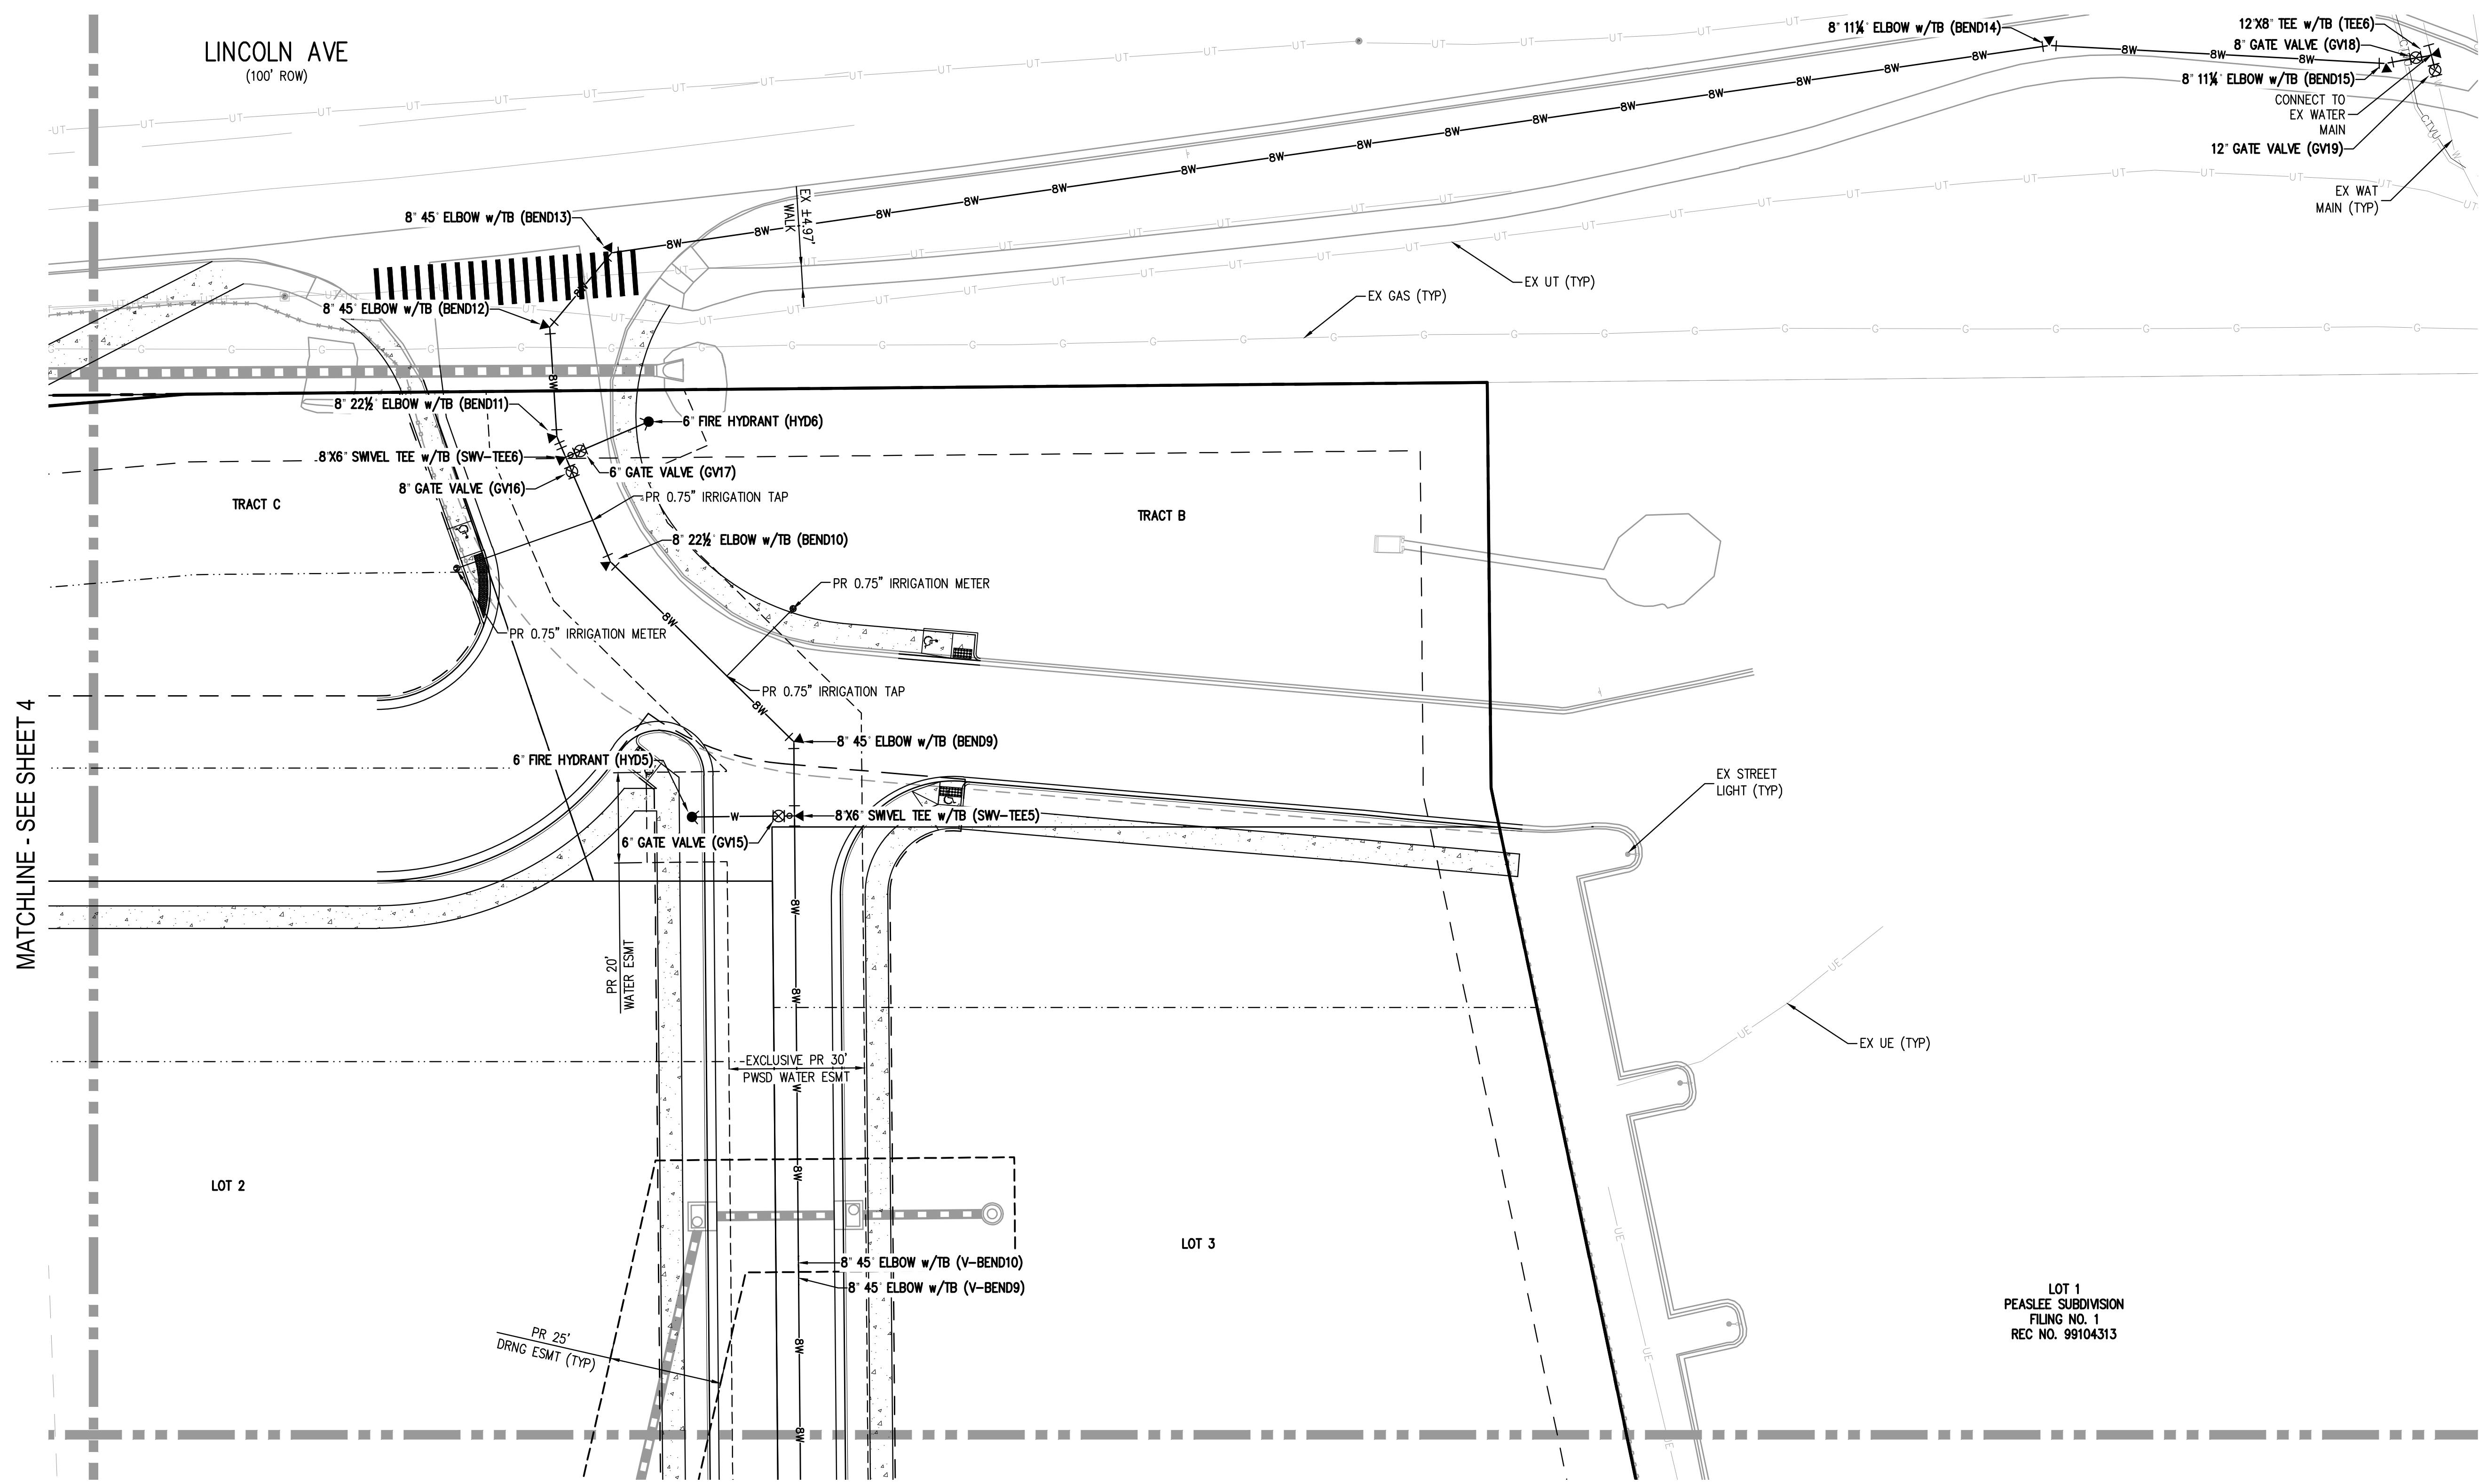 LINCOLN AVE
(100' ROW)
8" 11¼° ELBOW w/TB (BEND14)
12"X8" TEE w/TB (TEE6)
8" GATE VALVE (GV18)
8" 11¼° ELBOW w/TB (BEND15)
CONNECT TO
EX WATER
MAIN
12" GATE VALVE (GV19)
CTVU
EX WAT
MAIN (TYP)
8" 45° ELBOW w/TB (BEND13)
EX ±4.97'
WALK
EX UT (TYP)
EX GAS (TYP)
8" 45° ELBOW w/TB (BEND12)
8" 22½° ELBOW w/TB (BEND11)
6" FIRE HYDRANT (HYD6)
8"X6" SWIVEL TEE w/TB (SWV-TEE6)
6" GATE VALVE (GV17)
8" GATE VALVE (GV16)
PR 0.75" IRRIGATION TAP
TRACT C
TRACT B
8" 22½° ELBOW w/TB (BEND10)
PR 0.75" IRRIGATION METER
PR 0.75" IRRIGATION METER
PR 0.75" IRRIGATION TAP
8" 45° ELBOW w/TB (BEND9)
6" FIRE HYDRANT (HYD5)
EX STREET
LIGHT (TYP)
8"X6" SWIVEL TEE w/TB (SWV-TEE5)
6" GATE VALVE (GV15)
W
MATCHLINE - SEE SHEET 4
PR 20'
WATER ESMT
EXCLUSIVE PR 30'
PWSD WATER ESMT
EX UE (TYP)
LOT 2
LOT 3
8" 45° ELBOW w/TB (V-BEND10)
8" 45° ELBOW w/TB (V-BEND9)
PR 25'
DRNG ESMT (TYP)
LOT 1
PEASLEE SUBDIVISION
FILING NO. 1
REC NO. 99104313
8W
UT
G
UE